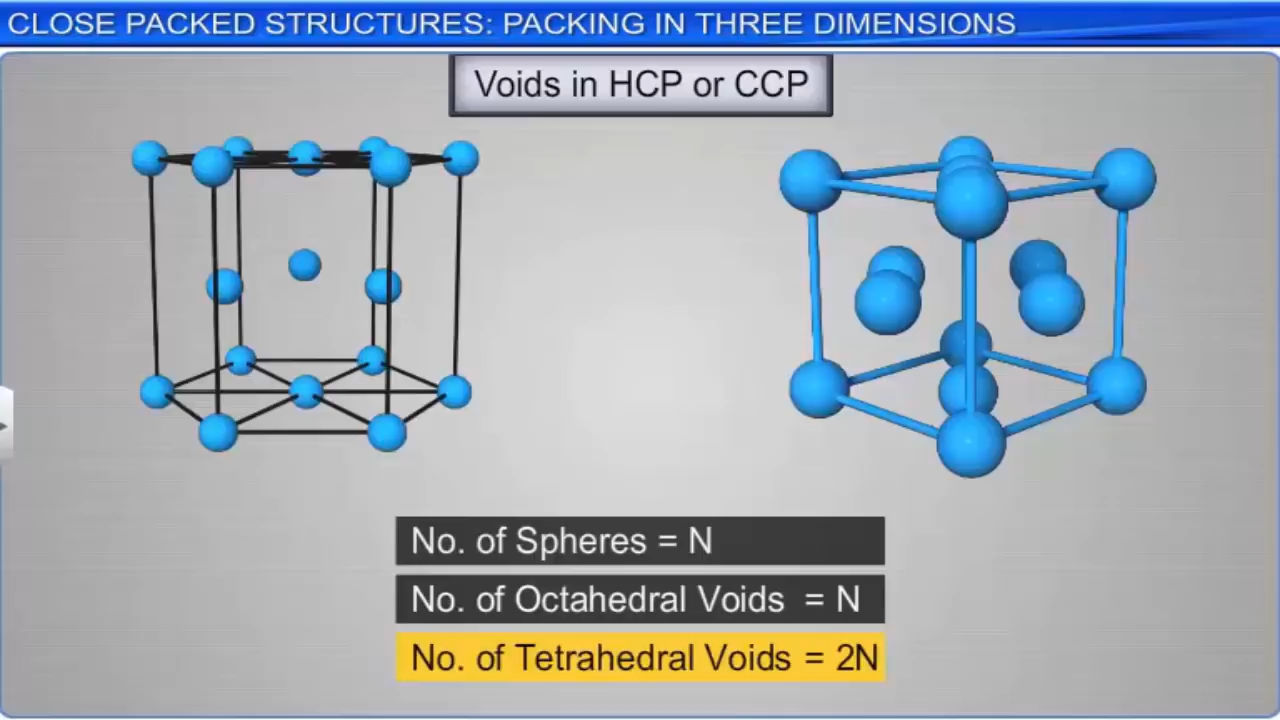 CLOSE PACKED STRUCTURES: PACKING IN THREE DIMENSIONS
Voids in HCP or CCP
No. of Spheres = N
No. of Octahedral Voids = N
No. of Tetrahedral Voids = 2N